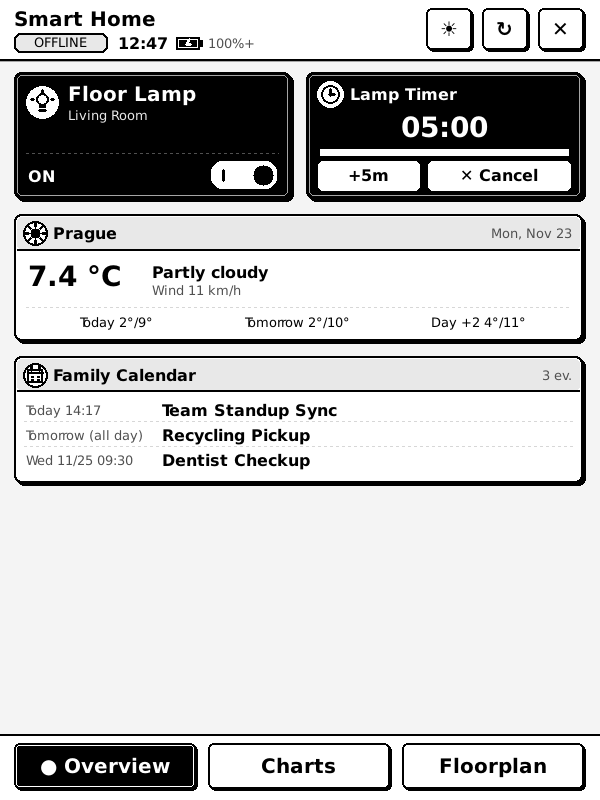 Smart Home
OFFLINE 12:47 100%+
☀ ↻ ✕
Floor Lamp
Living Room
ON
Lamp Timer
05:00
+5m ✕ Cancel
Prague Mon, Nov 23
7.4 °C Partly cloudy
Wind 11 km/h
Today 2°/9° Tomorrow 2°/10° Day +2 4°/11°
Family Calendar 3 ev.
Today 14:17 Team Standup Sync
Tomorrow (all day) Recycling Pickup
Wed 11/25 09:30 Dentist Checkup
● Overview Charts Floorplan